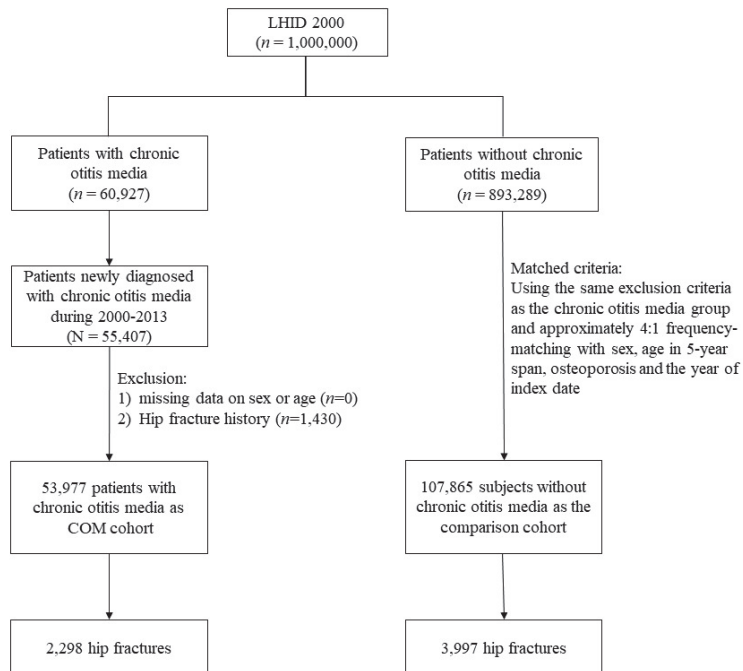 LHID 2000
(n = 1,000,000)
Patients with chronic
otitis media
(n = 60,927)
Patients without chronic
otitis media
(n = 893,289)
Patients newly diagnosed
with chronic otitis media
during 2000-2013
(N = 55,407)
Matched criteria:
Using the same exclusion criteria
as the chronic otitis media group
and approximately 4:1 frequency-
matching with sex, age in 5-year
span, osteoporosis and the year of
index date
Exclusion:
1) missing data on sex or age (n=0)
2) Hip fracture history (n=1,430)
53,977 patients with
chronic otitis media as
COM cohort
107,865 subjects without
chronic otitis media as the
comparison cohort
2,298 hip fractures
3,997 hip fractures